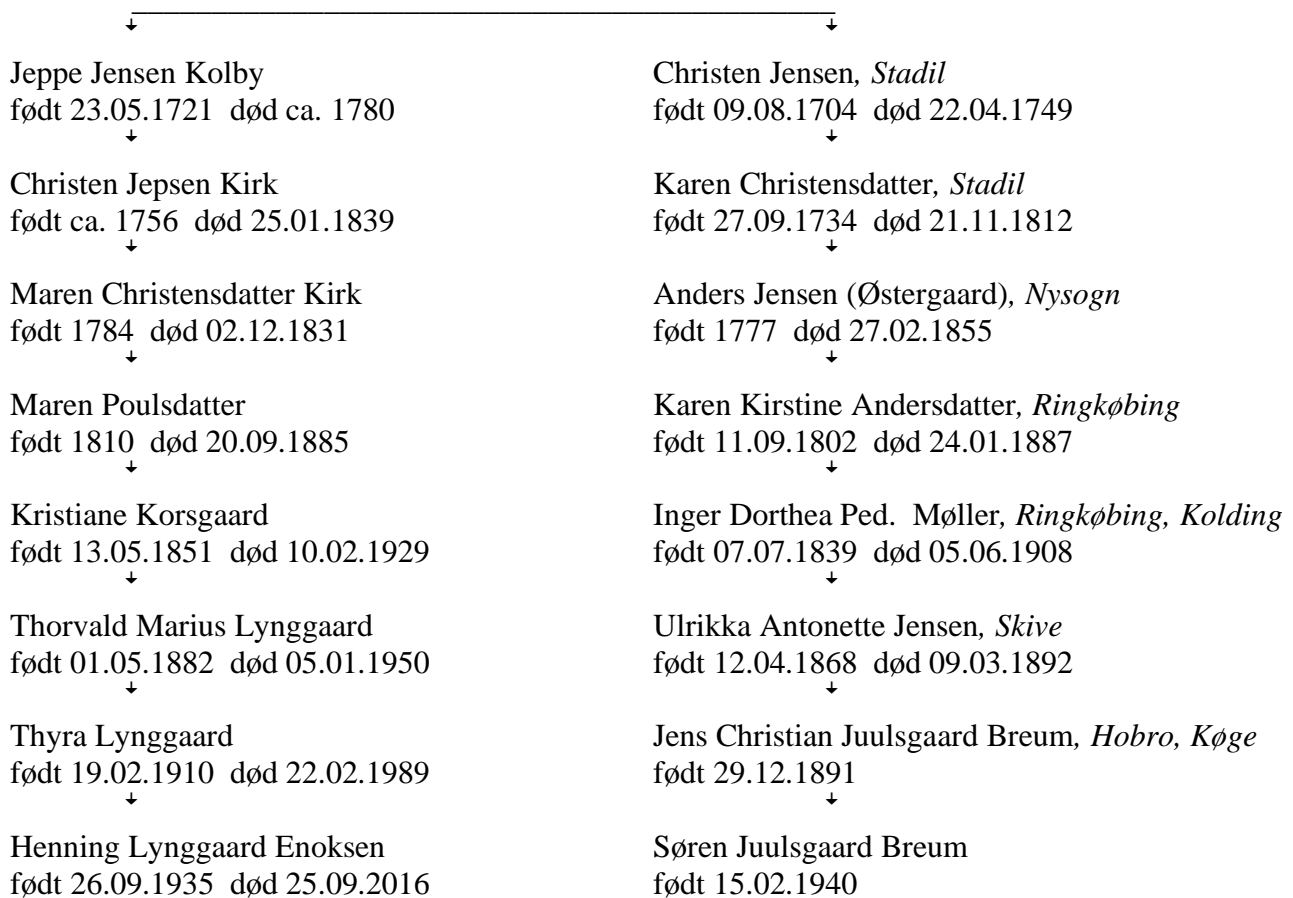 Jeppe Jensen Kolby
født 23.05.1721 død ca. 1780
Christen Jepsen Kirk
født ca. 1756 død 25.01.1839
Maren Christensdatter Kirk
født 1784 død 02.12.1831
Maren Poulsdatter
født 1810 død 20.09.1885
Kristiane Korsgaard
født 13.05.1851 død 10.02.1929
Thorvald Marius Lynggaard
født 01.05.1882 død 05.01.1950
Thyra Lynggaard
født 19.02.1910 død 22.02.1989
Henning Lynggaard Enoksen
født 26.09.1935 død 25.09.2016
Christen Jensen, Stadil
født 09.08.1704 død 22.04.1749
Karen Christensdatter, Stadil
født 27.09.1734 død 21.11.1812
Anders Jensen (Østergaard), Nysogn
født 1777 død 27.02.1855
Karen Kirstine Andersdatter, Ringkøbing
født 11.09.1802 død 24.01.1887
Inger Dorthea Ped. Møller, Ringkøbing, Kolding
født 07.07.1839 død 05.06.1908
Ulrikka Antonette Jensen, Skive
født 12.04.1868 død 09.03.1892
Jens Christian Juulsgaard Breum, Hobro, Køge
født 29.12.1891
Søren Juulsgaard Breum
født 15.02.1940